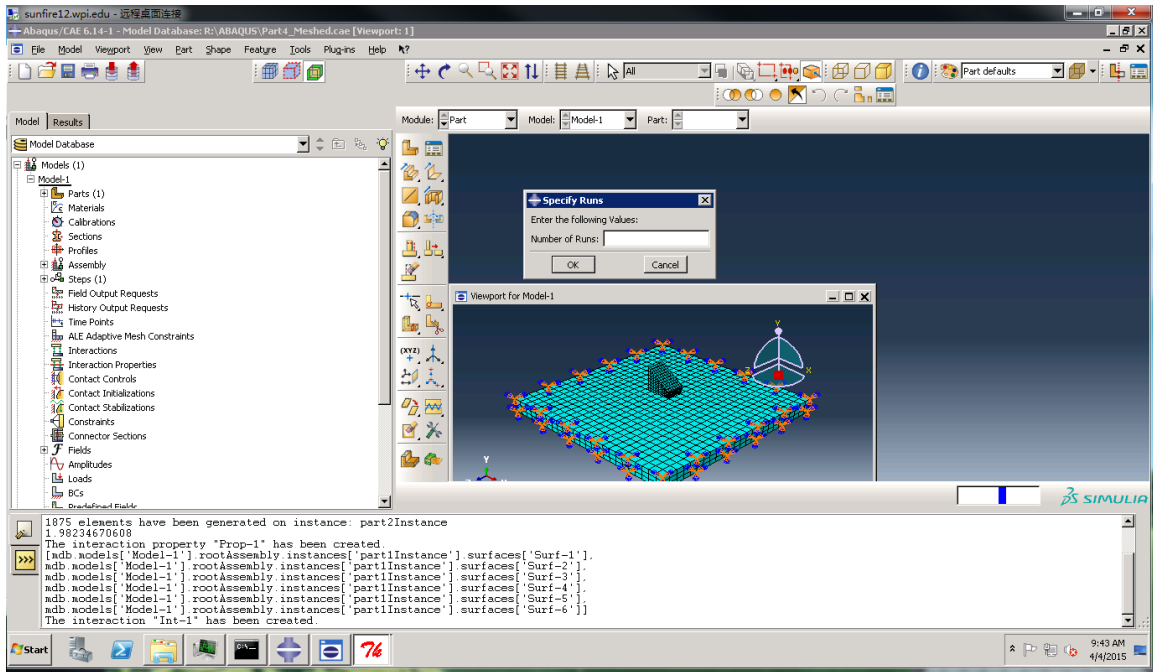 sunfire12.wpi.edu - 远程桌面连接
Abaqus/CAE 6.14-1 - Model Database: R:\ABAQUS\Part4_Meshed.cae [Viewport: 1]
File Model Viewport View Part Shape Feature Tools Plug-ins Help
All
Part defaults
Model Results
Module: Part Model: Model-1 Part:
Model Database
Models (1)
Model-1
Parts (1)
Materials
Calibrations
Sections
Profiles
Assembly
Steps (1)
Field Output Requests
History Output Requests
Time Points
ALE Adaptive Mesh Constraints
Interactions
Interaction Properties
Contact Controls
Contact Initializations
Contact Stabilizations
Constraints
Connector Sections
Fields
Amplitudes
Loads
BCs
Predefined Fields
(XYZ)
Specify Runs
Enter the following Values:
Number of Runs:
OK Cancel
Viewport for Model-1
Y
X
Z
Y
SIMULIA
1875 elements have been generated on instance: part2Instance
1.98234670608
The interaction property "Prop-1" has been created.
[mdb.models['Model-1'].rootAssembly.instances['part1Instance'].surfaces['Surf-1'],
mdb.models['Model-1'].rootAssembly.instances['part1Instance'].surfaces['Surf-2'],
mdb.models['Model-1'].rootAssembly.instances['part1Instance'].surfaces['Surf-3'],
mdb.models['Model-1'].rootAssembly.instances['part1Instance'].surfaces['Surf-4'],
mdb.models['Model-1'].rootAssembly.instances['part1Instance'].surfaces['Surf-5'],
mdb.models['Model-1'].rootAssembly.instances['part1Instance'].surfaces['Surf-6']]
The interaction "Int-1" has been created.
>>>
Start
9:43 AM
4/4/2015